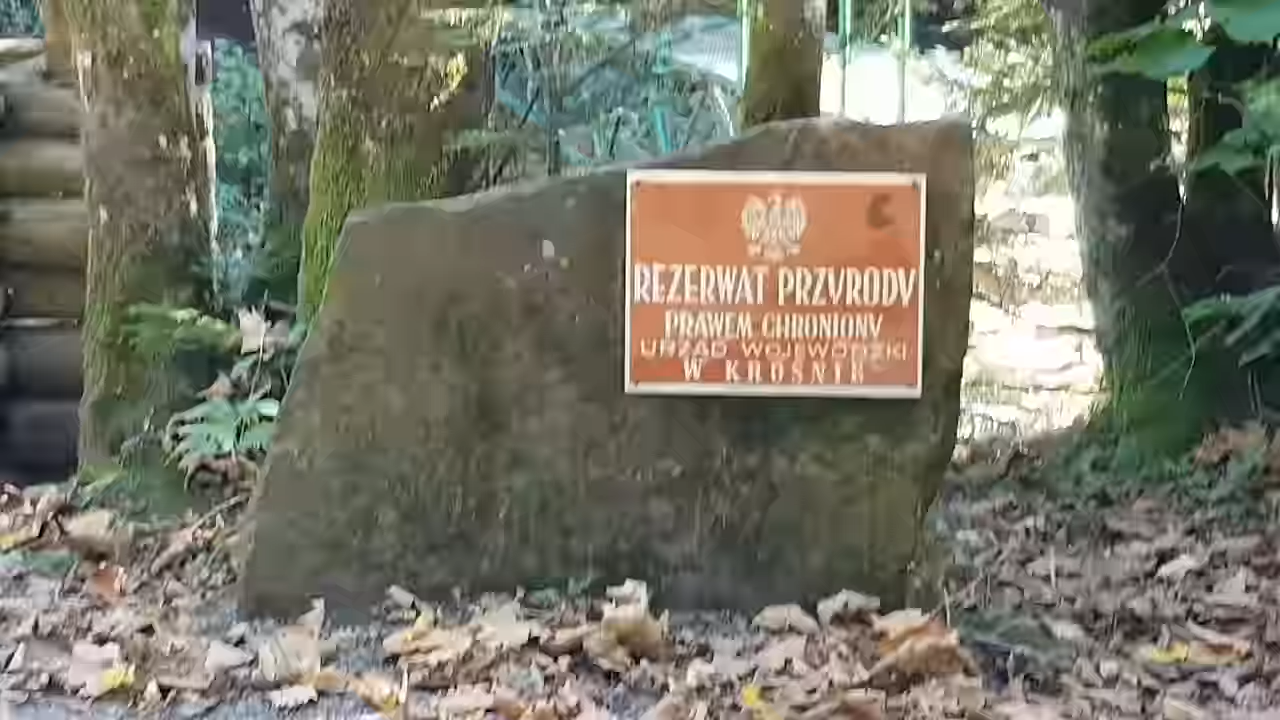 REZERWAT PRZYRODY
PRAWEM CHRONIONY
URZĄD WOJEWÓDZKI
W KROŚNIE